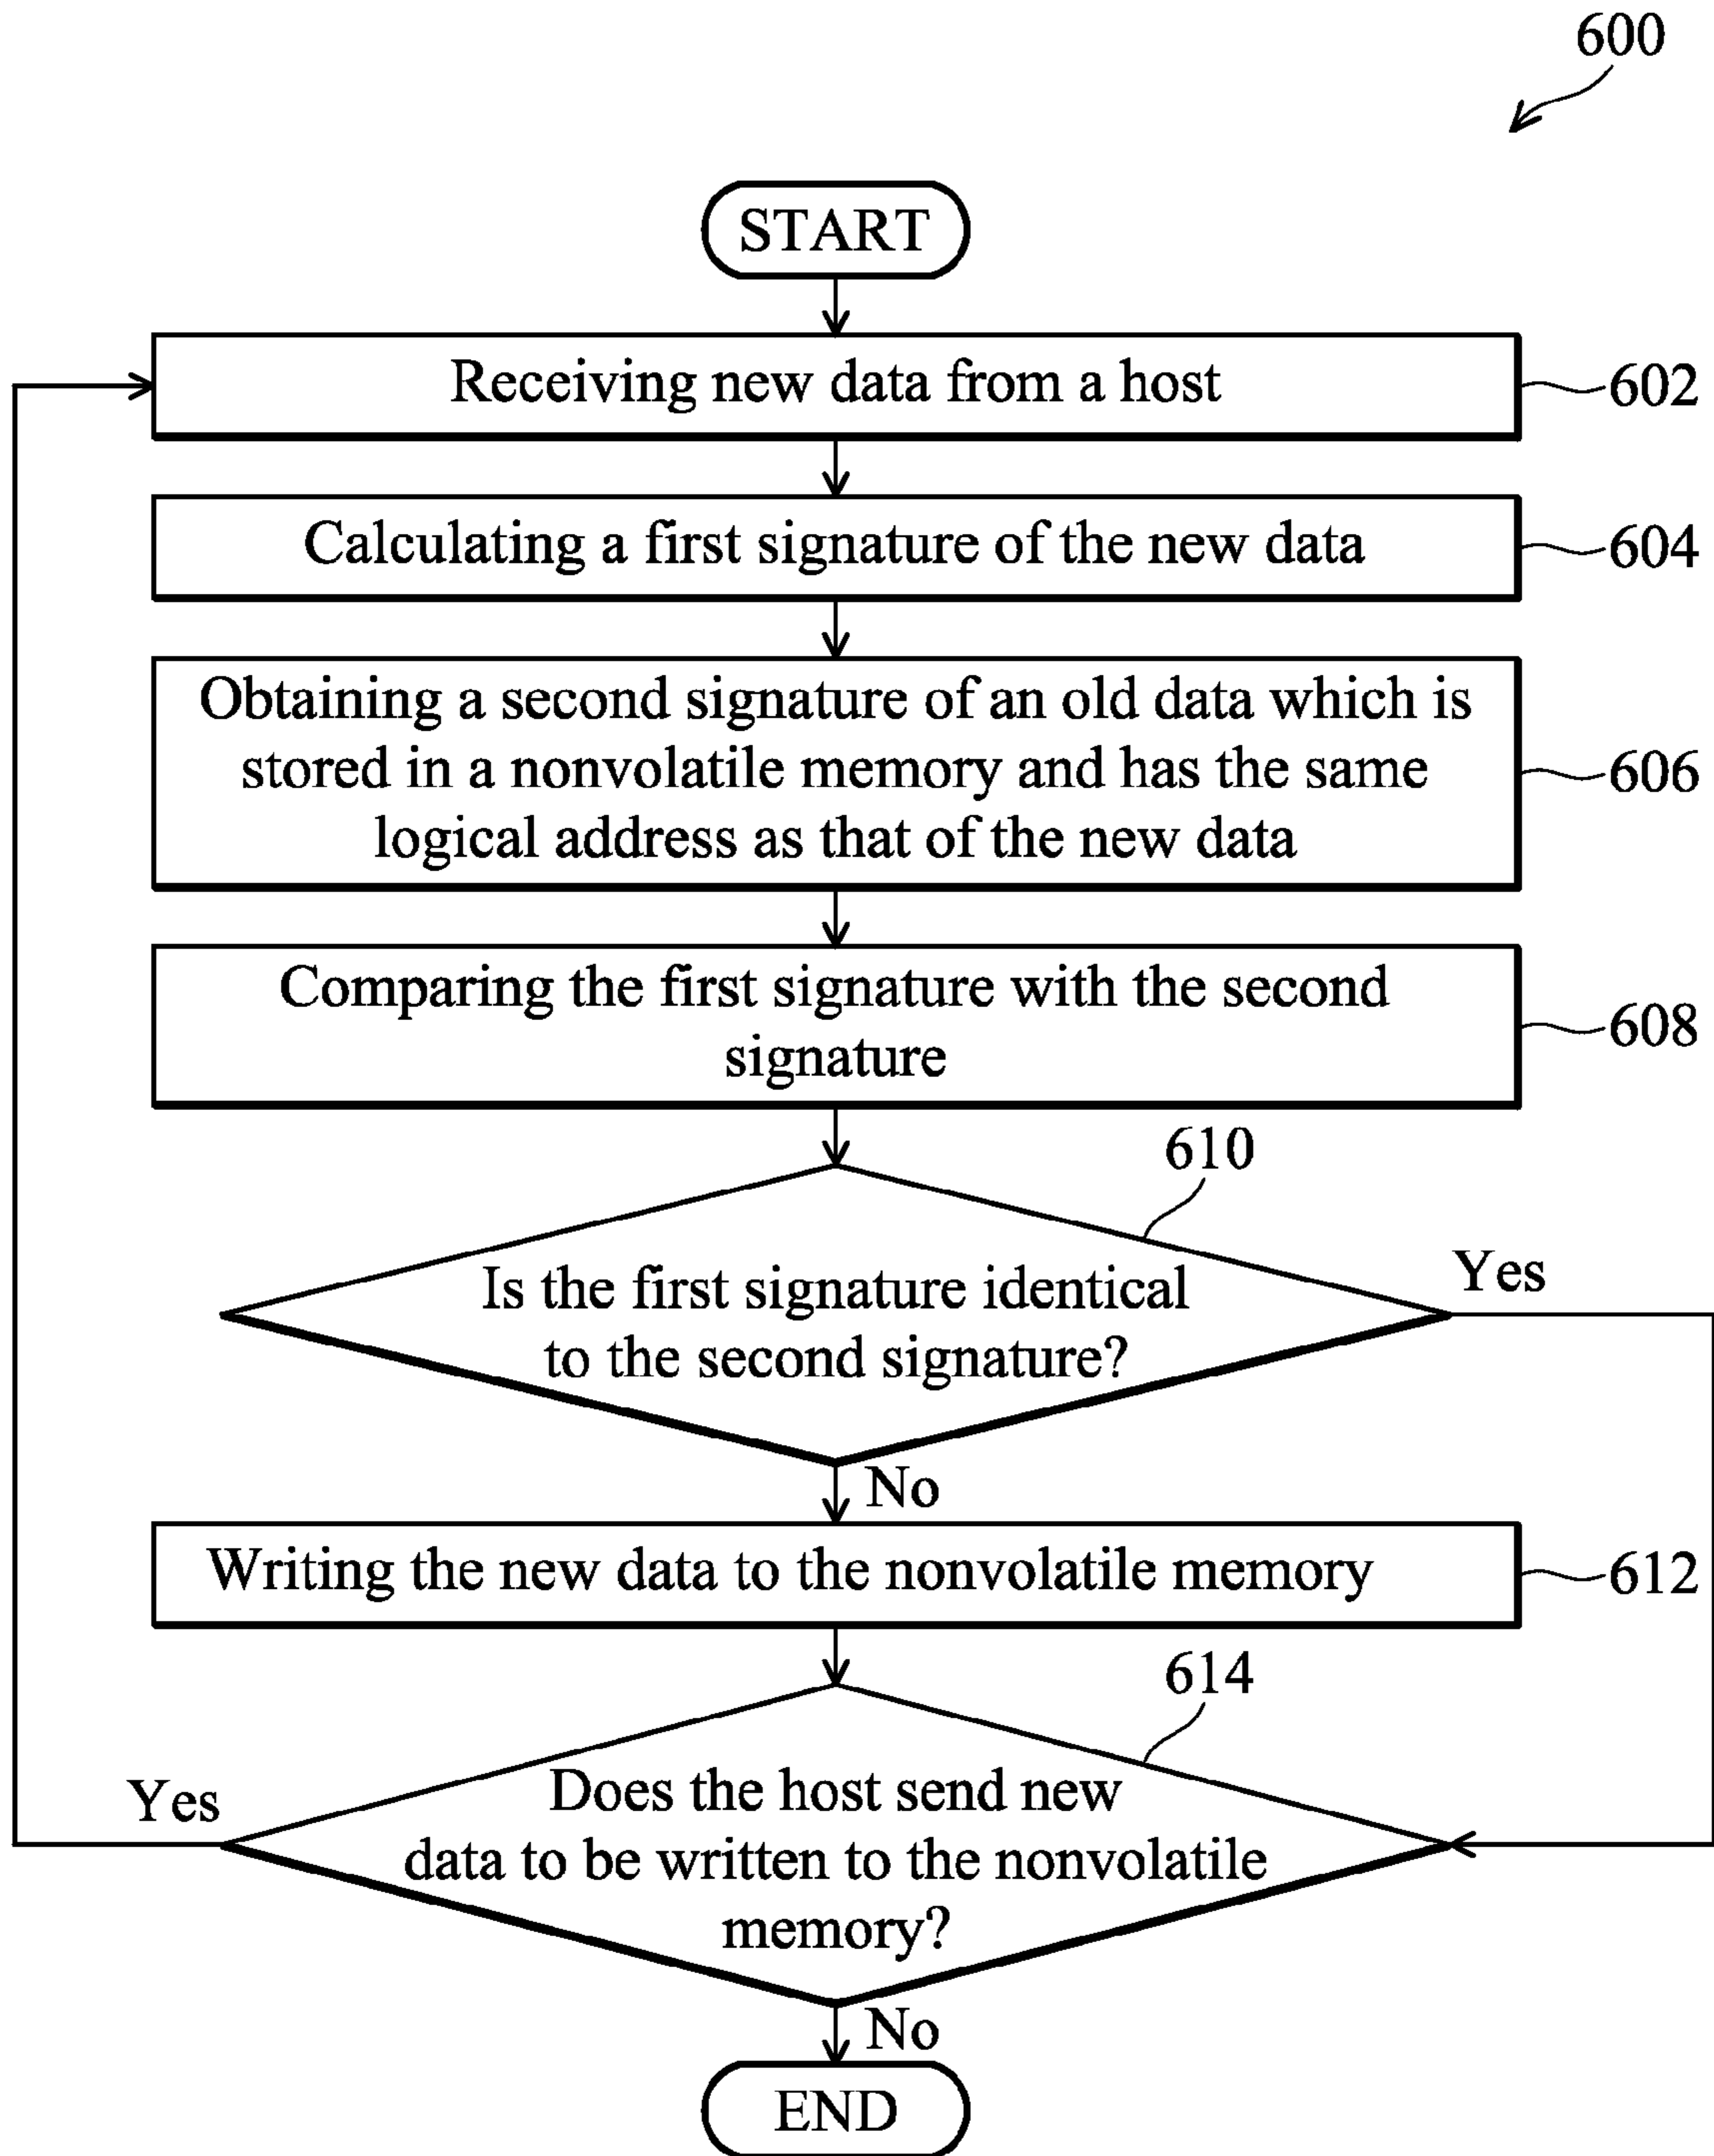 600
START
Receiving new data from a host
602
Calculating a first signature of the new data
604
Obtaining a second signature of an old data which is
stored in a nonvolatile memory and has the same
logical address as that of the new data
606
Comparing the first signature with the second
signature
608
610
Is the first signature identical
to the second signature?
Yes
No
Writing the new data to the nonvolatile memory
612
614
Does the host send new
data to be written to the nonvolatile
memory?
Yes
No
END